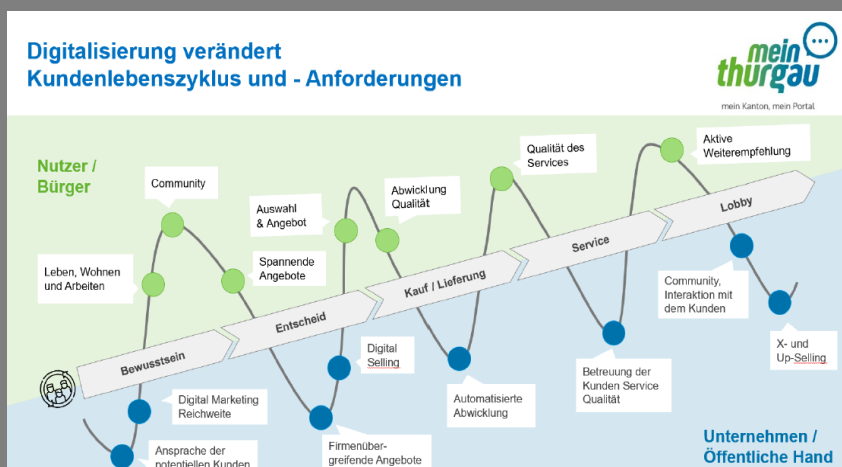 Digitalisierung verändert
Kundenlebenszyklus und - Anforderungen
mein
thurgau
mein Kanton, mein Portal
Nutzer /
Bürger
Community
Leben, Wohnen
und Arbeiten
Auswahl
& Angebot
Spannende
Angebote
Abwicklung
Qualität
Qualität des
Services
Aktive
Weiterempfehlung
Bewusstsein
Entscheid
Kauf / Lieferung
Service
Lobby
Digital Marketing
Reichweite
Ansprache der
potentiellen Kunden
Digital
Selling
Firmenüber-
greifende Angebote
Automatisierte
Abwicklung
Betreuung der
Kunden Service
Qualität
Community,
Interaktion mit
dem Kunden
X- und
Up-Selling
Unternehmen /
Öffentliche Hand